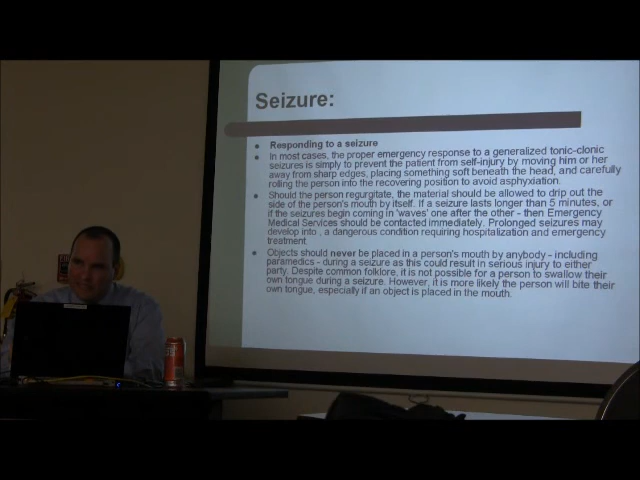 Seizure:
Responding to a seizure
In most cases, the proper emergency response to a generalized tonic-clonic
seizures is simply to prevent the patient from self-injury by moving him or her
away from sharp edges, placing something soft beneath the head, and carefully
rolling the person into the recovering position to avoid asphyxiation.
Should the person regurgitate, the material should be allowed to drip out the
side of the person's mouth by itself. If a seizure lasts longer than 5 minutes, or
if the seizures begin coming in 'waves' one after the other - then Emergency
Medical Services should be contacted immediately. Prolonged seizures may
develop into , a dangerous condition requiring hospitalization and emergency
treatment.
Objects should never be placed in a person's mouth by anybody - including
paramedics - during a seizure as this could result in serious injury to either
party. Despite common folklore, it is not possible for a person to swallow their
own tongue during a seizure. However, it is more likely the person will bite their
own tongue, especially if an object is placed in the mouth.